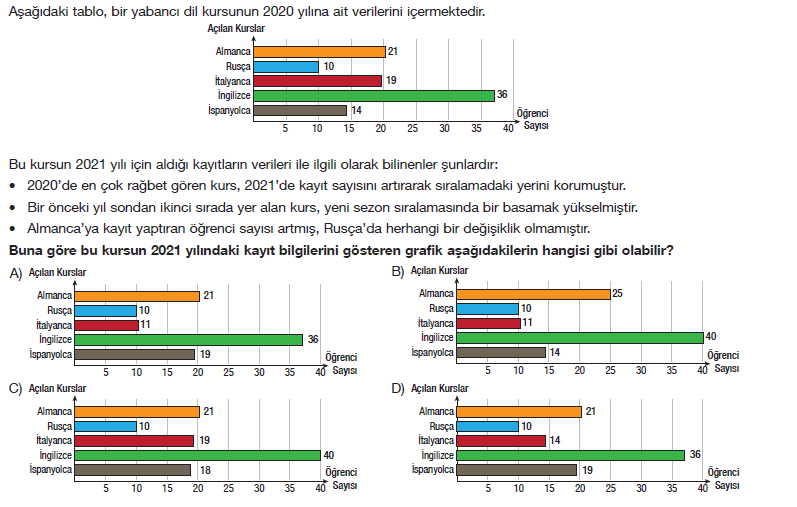 Aşağıdaki tablo, bir yabancı dil kursunun 2020 yılına ait verilerini içermektedir.
Açılan Kurslar
Almanca 21
Rusça 10
İtalyanca 19
İngilizce 36
İspanyolca 14
Öğrenci
Sayısı
5 10 15 20 25 30 35 40
Bu kursun 2021 yılı için aldığı kayıtların verileri ile ilgili olarak bilinenler şunlardır:
• 2020'de en çok rağbet gören kurs, 2021'de kayıt sayısını artırarak sıralamadaki yerini korumuştur.
• Bir önceki yıl sondan ikinci sırada yer alan kurs, yeni sezon sıralamasında bir basamak yükselmiştir.
• Almanca'ya kayıt yaptıran öğrenci sayısı artmış, Rusça'da herhangi bir değişiklik olmamıştır.
Buna göre bu kursun 2021 yılındaki kayıt bilgilerini gösteren grafik aşağıdakilerin hangisi gibi olabilir?
A) Açılan Kurslar
Almanca 21
Rusça 10
İtalyanca 11
İngilizce 36
İspanyolca 19
Öğrenci
Sayısı
5 10 15 20 25 30 35 40
B) Açılan Kurslar
Almanca 25
Rusça 10
İtalyanca 11
İngilizce 40
İspanyolca 14
Öğrenci
Sayısı
5 10 15 20 25 30 35 40
C) Açılan Kurslar
Almanca 21
Rusça 10
İtalyanca 19
İngilizce 40
İspanyolca 18
Öğrenci
Sayısı
5 10 15 20 25 30 35 40
D) Açılan Kurslar
Almanca 21
Rusça 10
İtalyanca 14
İngilizce 36
İspanyolca 19
Öğrenci
Sayısı
5 10 15 20 25 30 35 40